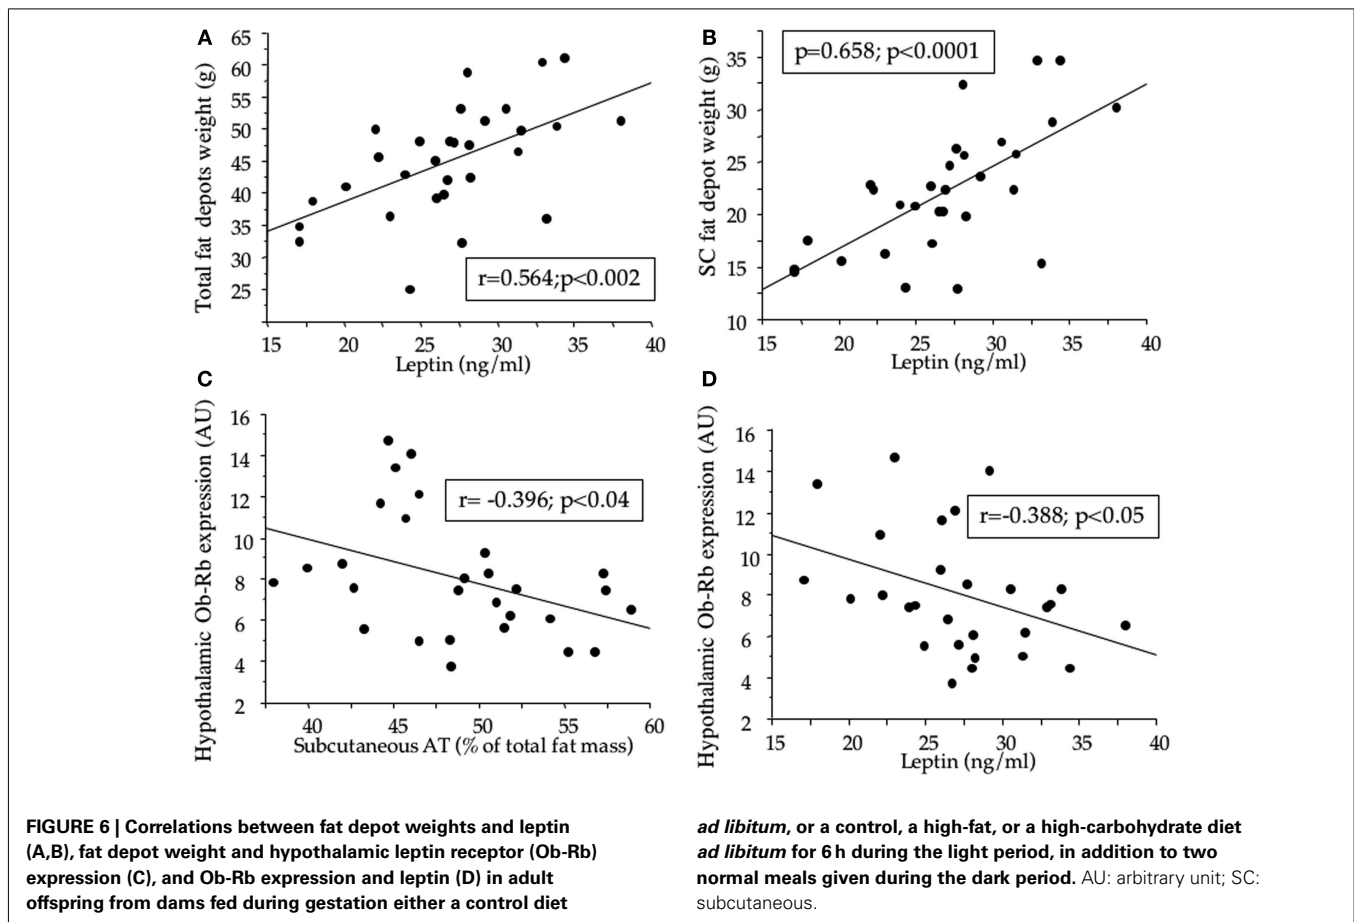 A
65
60
55
50
45
40
35
30
25
Total fat depots weight (g)
r=0.564;p<0.002
15 20 25 30 35 40
Leptin (ng/ml)
B
35
30
25
20
15
10
SC fat depot weight (g)
p=0.658; p<0.0001
15 20 25 30 35 40
Leptin (ng/ml)
C
16
14
12
10
8
6
4
2
Hypothalamic Ob-Rb expression (AU)
r= -0.396; p<0.04
40 45 50 55 60
Subcutaneous AT (% of total fat mass)
D
16
14
12
10
8
6
4
2
Hypothalamic Ob-Rb expression (AU)
r=-0.388; p<0.05
15 20 25 30 35 40
Leptin (ng/ml)
FIGURE 6 | Correlations between fat depot weights and leptin
(A,B), fat depot weight and hypothalamic leptin receptor (Ob-Rb)
expression (C), and Ob-Rb expression and leptin (D) in adult
offspring from dams fed during gestation either a control diet
ad libitum, or a control, a high-fat, or a high-carbohydrate diet
ad libitum for 6 h during the light period, in addition to two
normal meals given during the dark period. AU: arbitrary unit; SC:
subcutaneous.